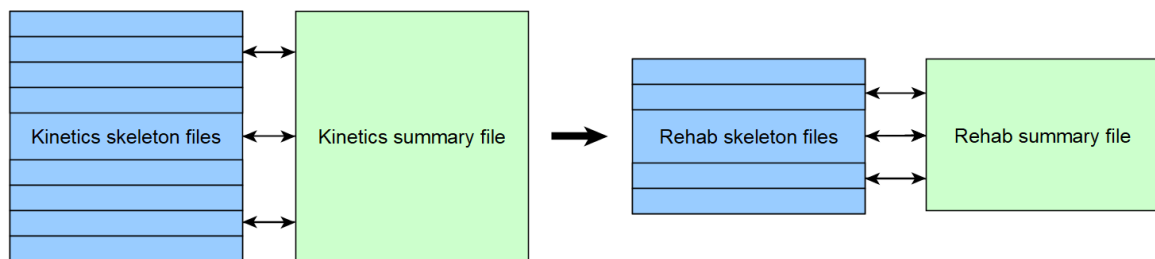 Kinetics skeleton files
Kinetics summary file
Rehab skeleton files
Rehab summary file